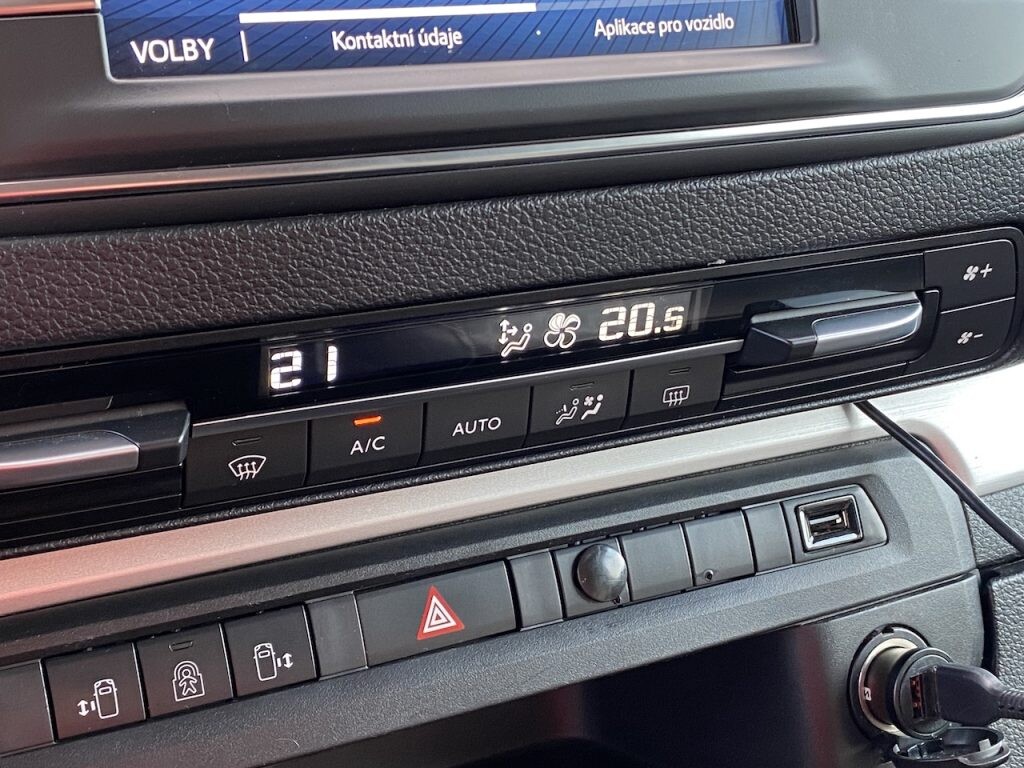 VOLBY
Kontaktní údaje
Aplikace pro vozidlo
21
20.5
A/C
AUTO